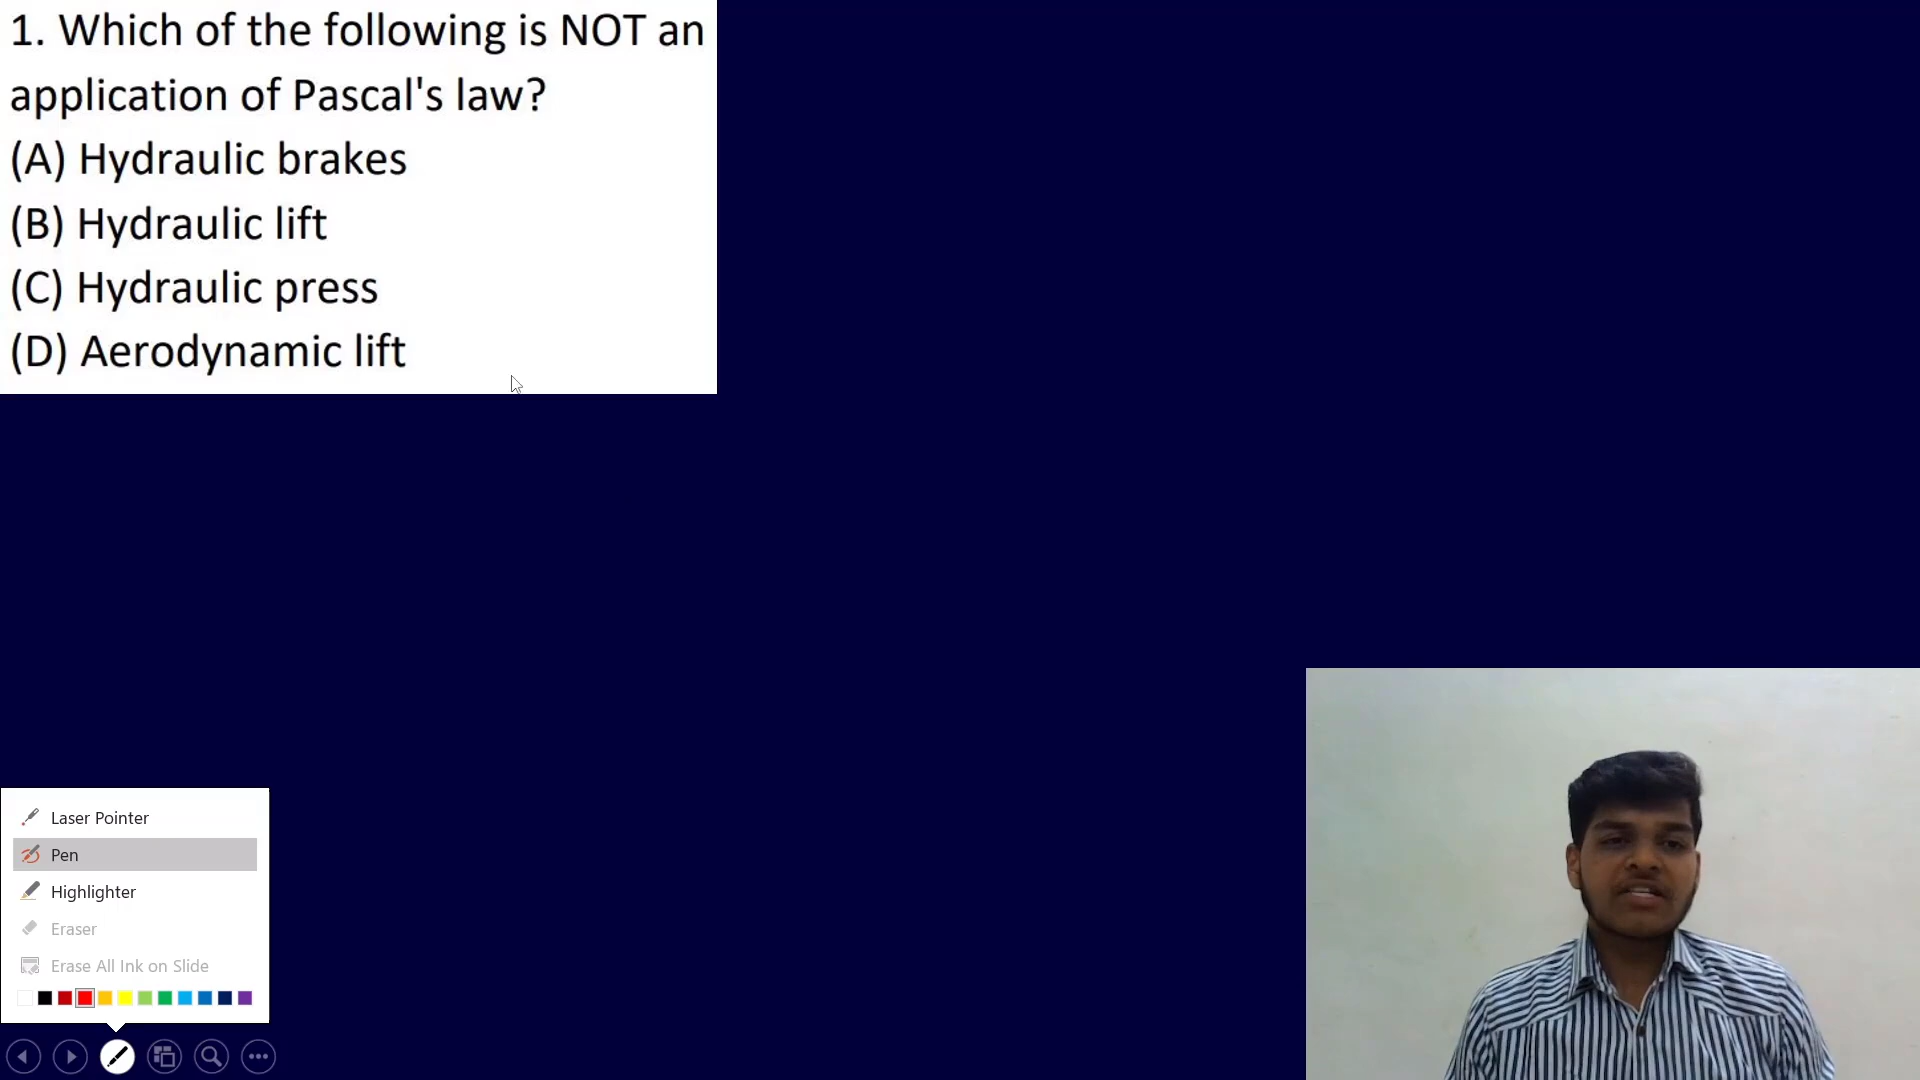 1. Which of the following is NOT an
application of Pascal's law?
(A) Hydraulic brakes
(B) Hydraulic lift
(C) Hydraulic press
(D) Aerodynamic lift
Laser Pointer
Pen
Highlighter
Eraser
Erase All Ink on Slide